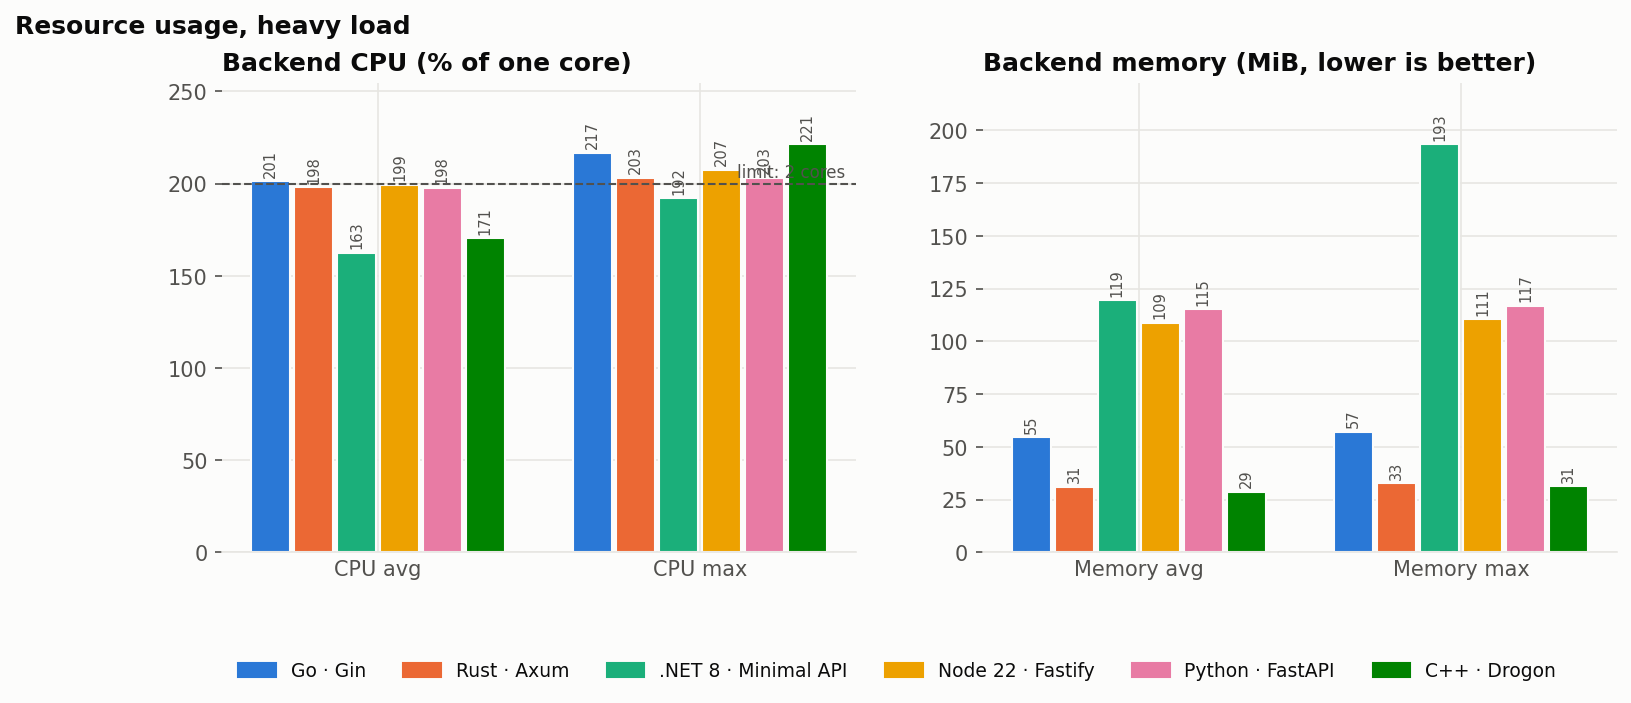 Resource usage, heavy load
Backend CPU (% of one core)
250
200
150
100
50
0
201
198
163
199
198
171
217
203
192
207
203
221
limit: 2 cores
CPU avg
CPU max
Backend memory (MiB, lower is better)
200
175
150
125
100
75
50
25
0
55
31
119
109
115
29
57
33
193
111
117
31
Memory avg
Memory max
Go · Gin
Rust · Axum
.NET 8 · Minimal API
Node 22 · Fastify
Python · FastAPI
C++ · Drogon